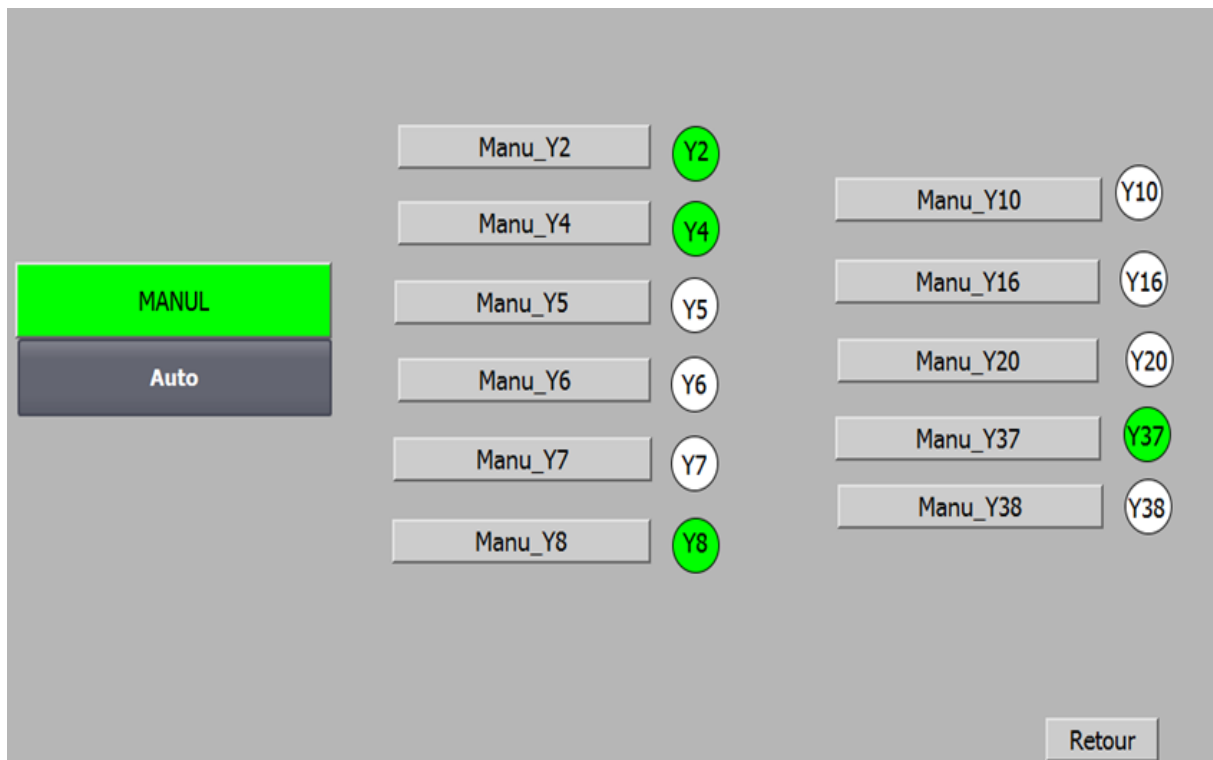 MANUL
Auto
Manu_Y2 Y2
Manu_Y4 Y4
Manu_Y5 Y5
Manu_Y6 Y6
Manu_Y7 Y7
Manu_Y8 Y8
Manu_Y10 Y10
Manu_Y16 Y16
Manu_Y20 Y20
Manu_Y37 Y37
Manu_Y38 Y38
Retour